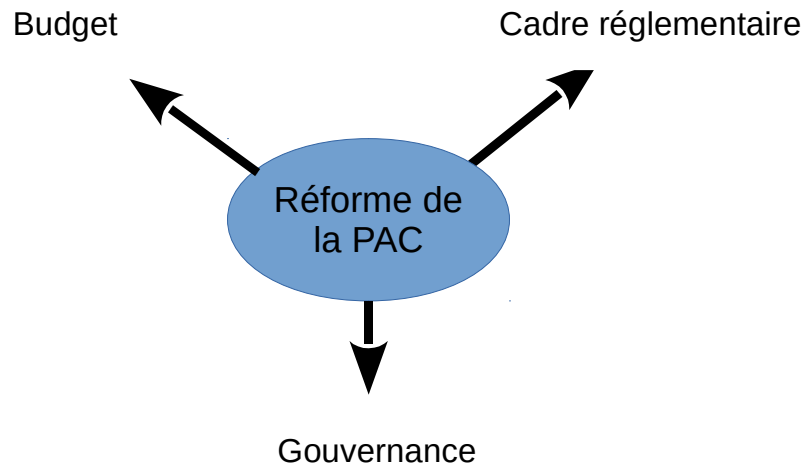 Budget
Cadre réglementaire
Réforme de
la PAC
Gouvernance